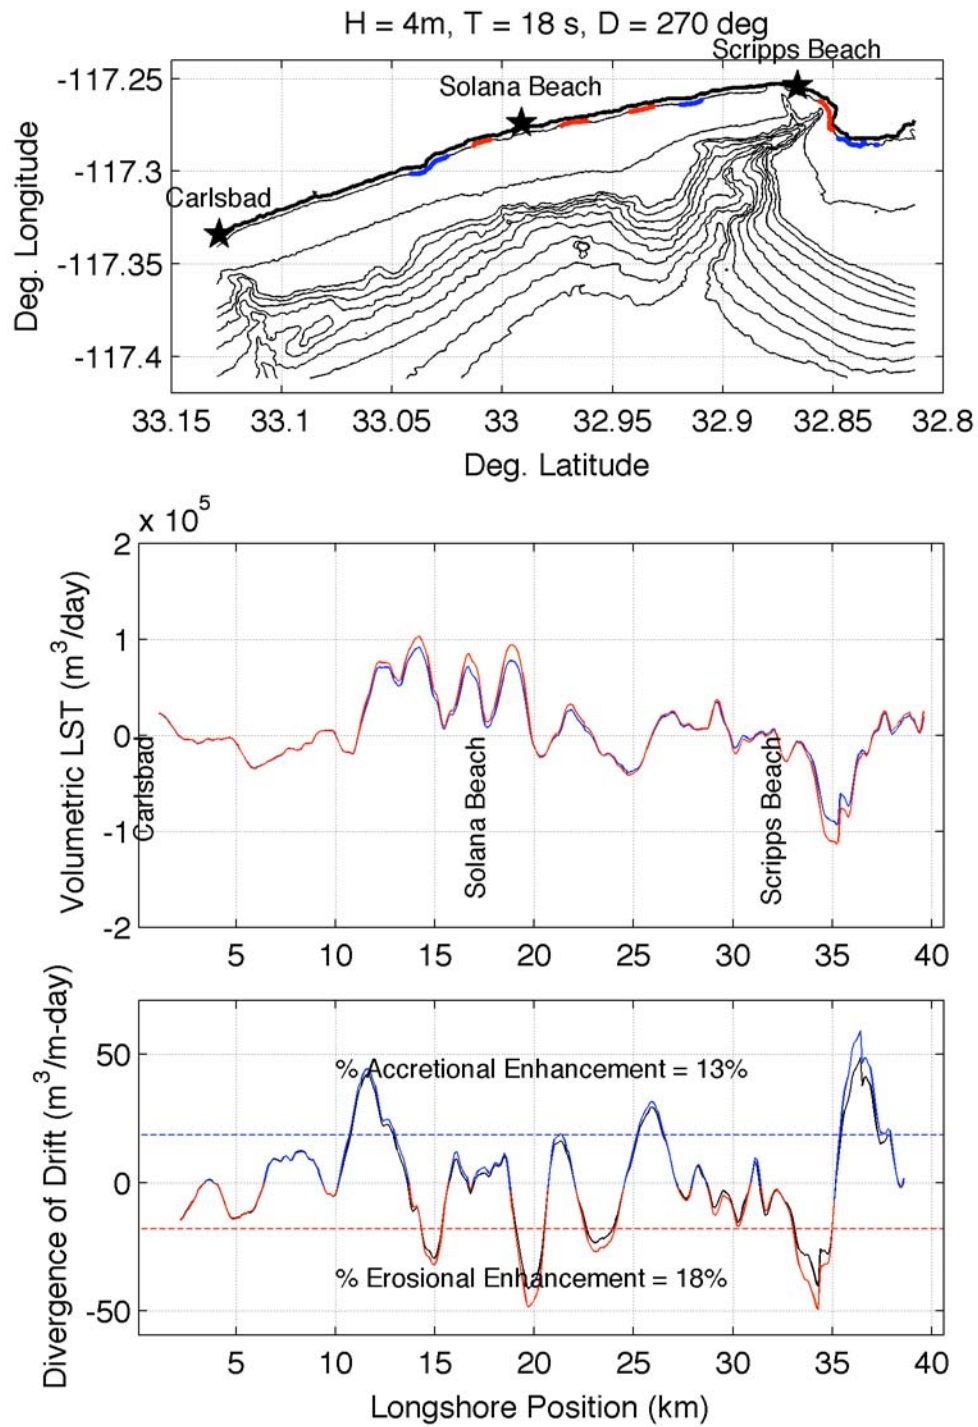 H = 4m, T = 18 s, D = 270 deg
Scripps Beach
Solana Beach
Carlsbad
-117.25
-117.3
-117.35
-117.4
Deg. Longitude
33.15 33.1 33.05 33 32.95 32.9 32.85 32.8
Deg. Latitude
x 10^5
2
1
0
-1
-2
Volumetric LST (m^3/day)
Carlsbad
Solana Beach
Scripps Beach
5 10 15 20 25 30 35 40
50
0
-50
Divergence of Drift (m^3/m-day)
% Accretional Enhancement = 13%
% Erosional Enhancement = 18%
5 10 15 20 25 30 35 40
Longshore Position (km)